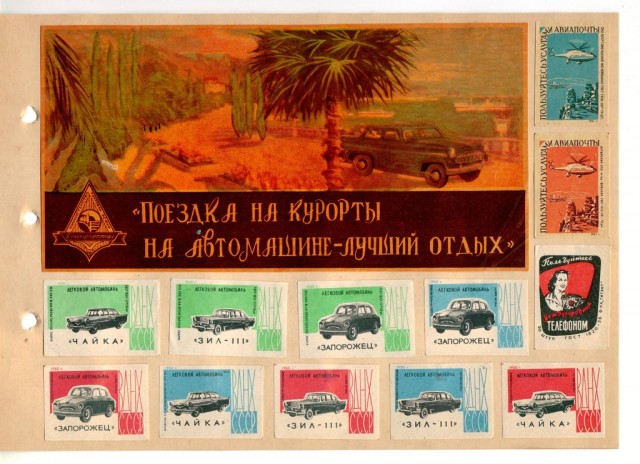 «ПОЕЗДКА НА КУРОРТЫ
НА АВТОМАШИНЕ-ЛУЧШИЙ ОТДЫХ»
ПОЛЬЗУЙТЕСЬ УСЛУГАМИ АВИАПОЧТЫ
ПОЛЬЗУЙТЕСЬ УСЛУГАМИ АВИАПОЧТЫ
Пользуйтесь
Междугородным
ТЕЛЕФОНОМ
ЛЕГКОВОЙ АВТОМОБИЛЬ
ВДНХ
СССР
«ЧАЙКА»
ЛЕГКОВОЙ АВТОМОБИЛЬ
ВДНХ
СССР
«ЗИЛ-111»
ЛЕГКОВОЙ АВТОМОБИЛЬ
ВДНХ
СССР
«ЗАПОРОЖЕЦ»
ЛЕГКОВОЙ АВТОМОБИЛЬ
ВДНХ
СССР
«ЗАПОРОЖЕЦ»
ЛЕГКОВОЙ АВТОМОБИЛЬ
ВДНХ
СССР
«ЗАПОРОЖЕЦ»
ЛЕГКОВОЙ АВТОМОБИЛЬ
ВДНХ
СССР
«ЧАЙКА»
ЛЕГКОВОЙ АВТОМОБИЛЬ
ВДНХ
СССР
«ЗИЛ-111»
ЛЕГКОВОЙ АВТОМОБИЛЬ
ВДНХ
СССР
«ЗИЛ-111»
ЛЕГКОВОЙ АВТОМОБИЛЬ
ВДНХ
СССР
«ЧАЙКА»